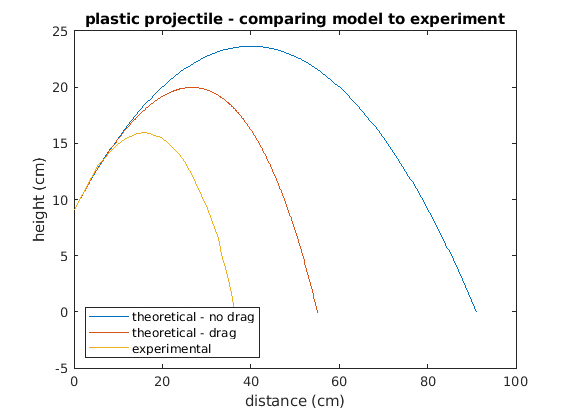 plastic projectile - comparing model to experiment
25
20
15
10
5
0
-5
height (cm)
theoretical - no drag
theoretical - drag
experimental
0 20 40 60 80 100
distance (cm)